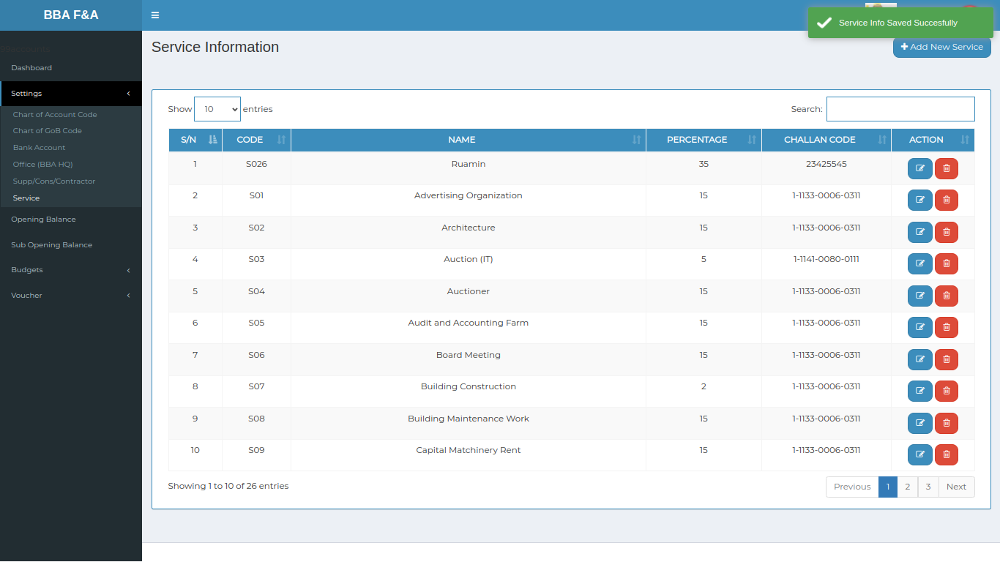 BBA F&A
Service Info Saved Succesfully
Service Information
Add New Service
Dashboard
Settings
Chart of Account Code
Chart of GoB Code
Bank Account
Office (BBA HQ)
Supp/Cons/Contractor
Service
Opening Balance
Sub Opening Balance
Budgets
Voucher
Show 10 entries
Search:
S/N CODE NAME PERCENTAGE CHALLAN CODE ACTION
1 S026 Ruamin 35 23425545
2 S01 Advertising Organization 15 1-1133-0006-0311
3 S02 Architecture 15 1-1133-0006-0311
4 S03 Auction (IT) 5 1-1141-0080-0111
5 S04 Auctioner 15 1-1133-0006-0311
6 S05 Audit and Accounting Farm 15 1-1133-0006-0311
7 S06 Board Meeting 15 1-1133-0006-0311
8 S07 Building Construction 2 1-1133-0006-0311
9 S08 Building Maintenance Work 15 1-1133-0006-0311
10 S09 Capital Matchinery Rent 15 1-1133-0006-0311
Showing 1 to 10 of 26 entries
Previous 1 2 3 Next